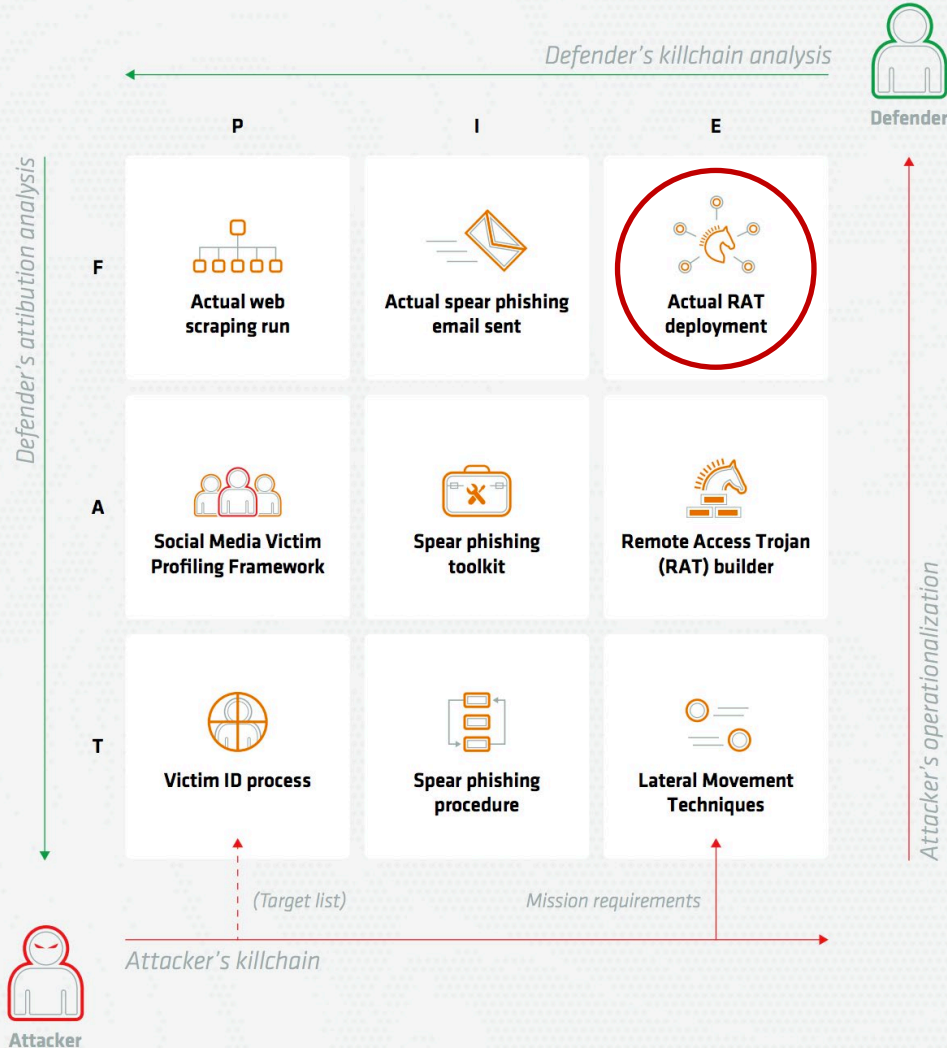 Defender's killchain analysis
Defender
P
I
E
Defender's attibution analysis
F
Actual web
scraping run
Actual spear phishing
email sent
Actual RAT
deployment
A
Social Media Victim
Profiling Framework
Spear phishing
toolkit
Remote Access Trojan
(RAT) builder
T
Victim ID process
Spear phishing
procedure
Lateral Movement
Techniques
Attacker's operationalization
(Target list)
Mission requirements
Attacker's killchain
Attacker